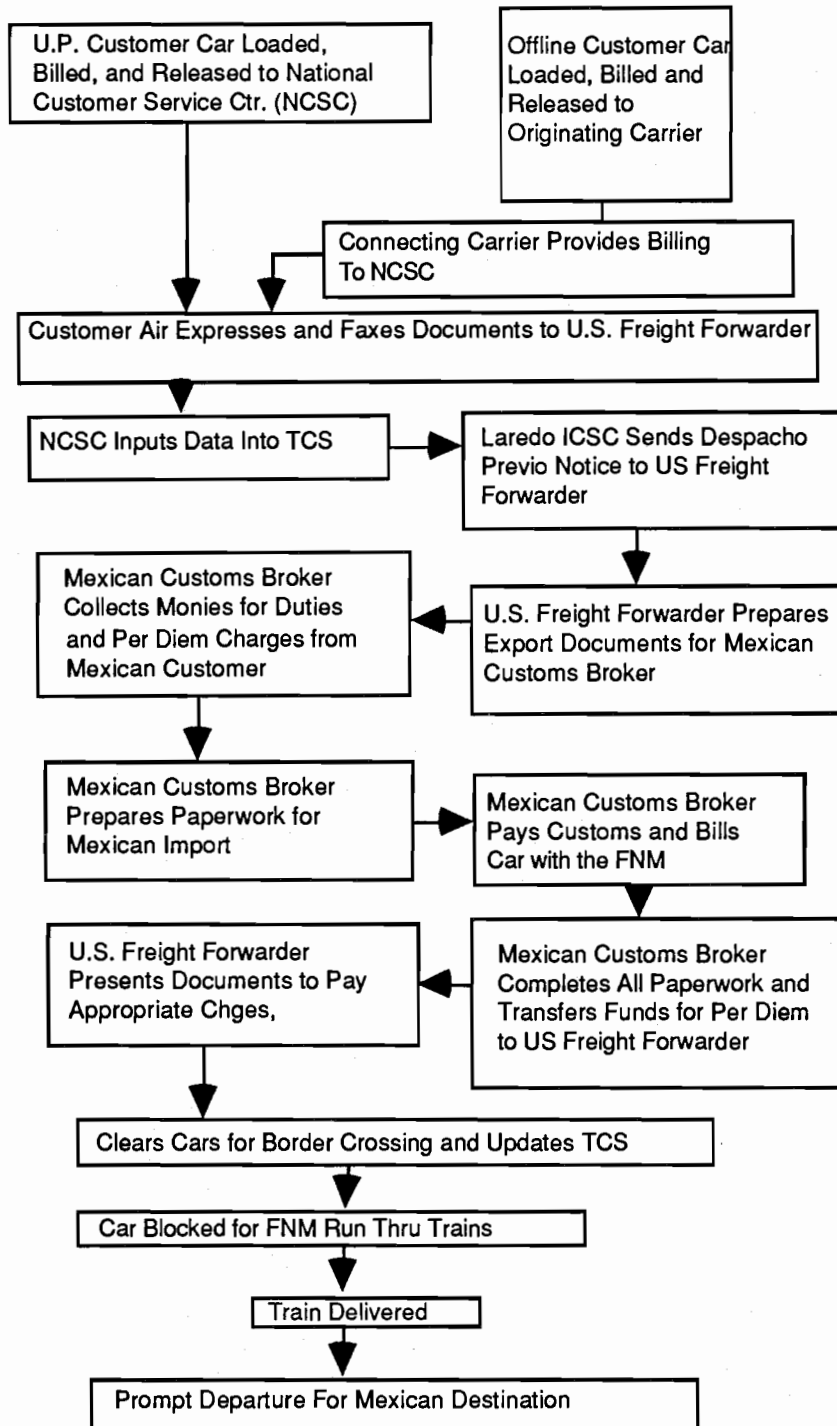 U.P. Customer Car Loaded,
Billed, and Released to National
Customer Service Ctr. (NCSC)
Offline Customer Car
Loaded, Billed and
Released to
Originating Carrier
Connecting Carrier Provides Billing
To NCSC
Customer Air Expresses and Faxes Documents to U.S. Freight Forwarder
NCSC Inputs Data Into TCS
Laredo ICSC Sends Despacho
Previo Notice to US Freight
Forwarder
U.S. Freight Forwarder Prepares
Export Documents for Mexican
Customs Broker
Mexican Customs Broker
Collects Monies for Duties
and Per Diem Charges from
Mexican Customer
Mexican Customs Broker
Prepares Paperwork for
Mexican Import
Mexican Customs Broker
Pays Customs and Bills
Car with the FNM
Mexican Customs Broker
Completes All Paperwork and
Transfers Funds for Per Diem
to US Freight Forwarder
U.S. Freight Forwarder
Presents Documents to Pay
Appropriate Chges,
Clears Cars for Border Crossing and Updates TCS
Car Blocked for FNM Run Thru Trains
Train Delivered
Prompt Departure For Mexican Destination